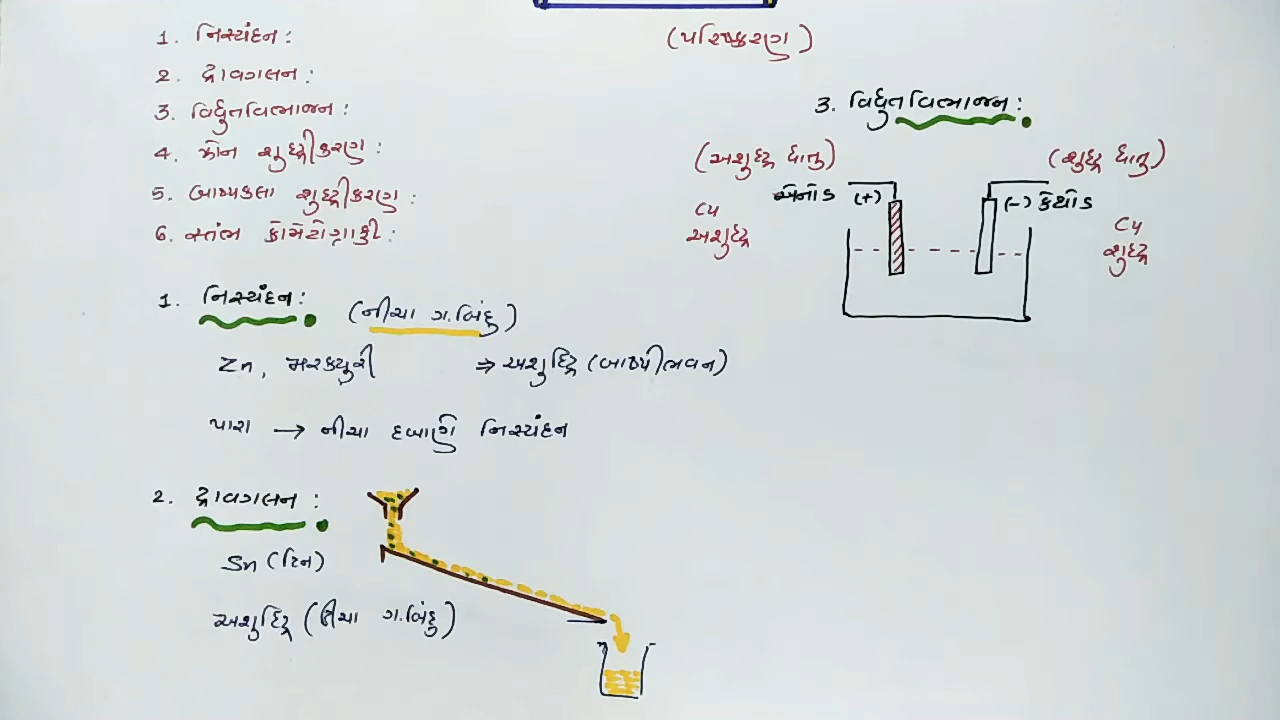 1. નિસ્યંદન :
2. દ્રાવગલન :
3. વિદ્યુતવિભાજન :
4. ઝોન શુદ્ધીકરણ :
5. બાષ્પકલા શુદ્ધીકરણ :
6. સ્તંભ ક્રોમેટોગ્રાફી :
1. નિસ્યંદન : (નીચા ગ.બિંદુ)
Zn, મરક્યુરી ⇒ અશુદ્ધિ (બાષ્પીભવન)
પારા → નીચા દબાણે નિસ્યંદન
2. દ્રાવગલન :
Sn (ટિન)
અશુદ્ધિ (નીચા ગ.બિંદુ)
(પરિષ્કરણ)
3. વિદ્યુતવિભાજન :
(અશુદ્ધ ધાતુ) (શુદ્ધ ધાતુ)
એનોડ (+) (-) કેથોડ
Cu Cu
અશુદ્ધ શુદ્ધ